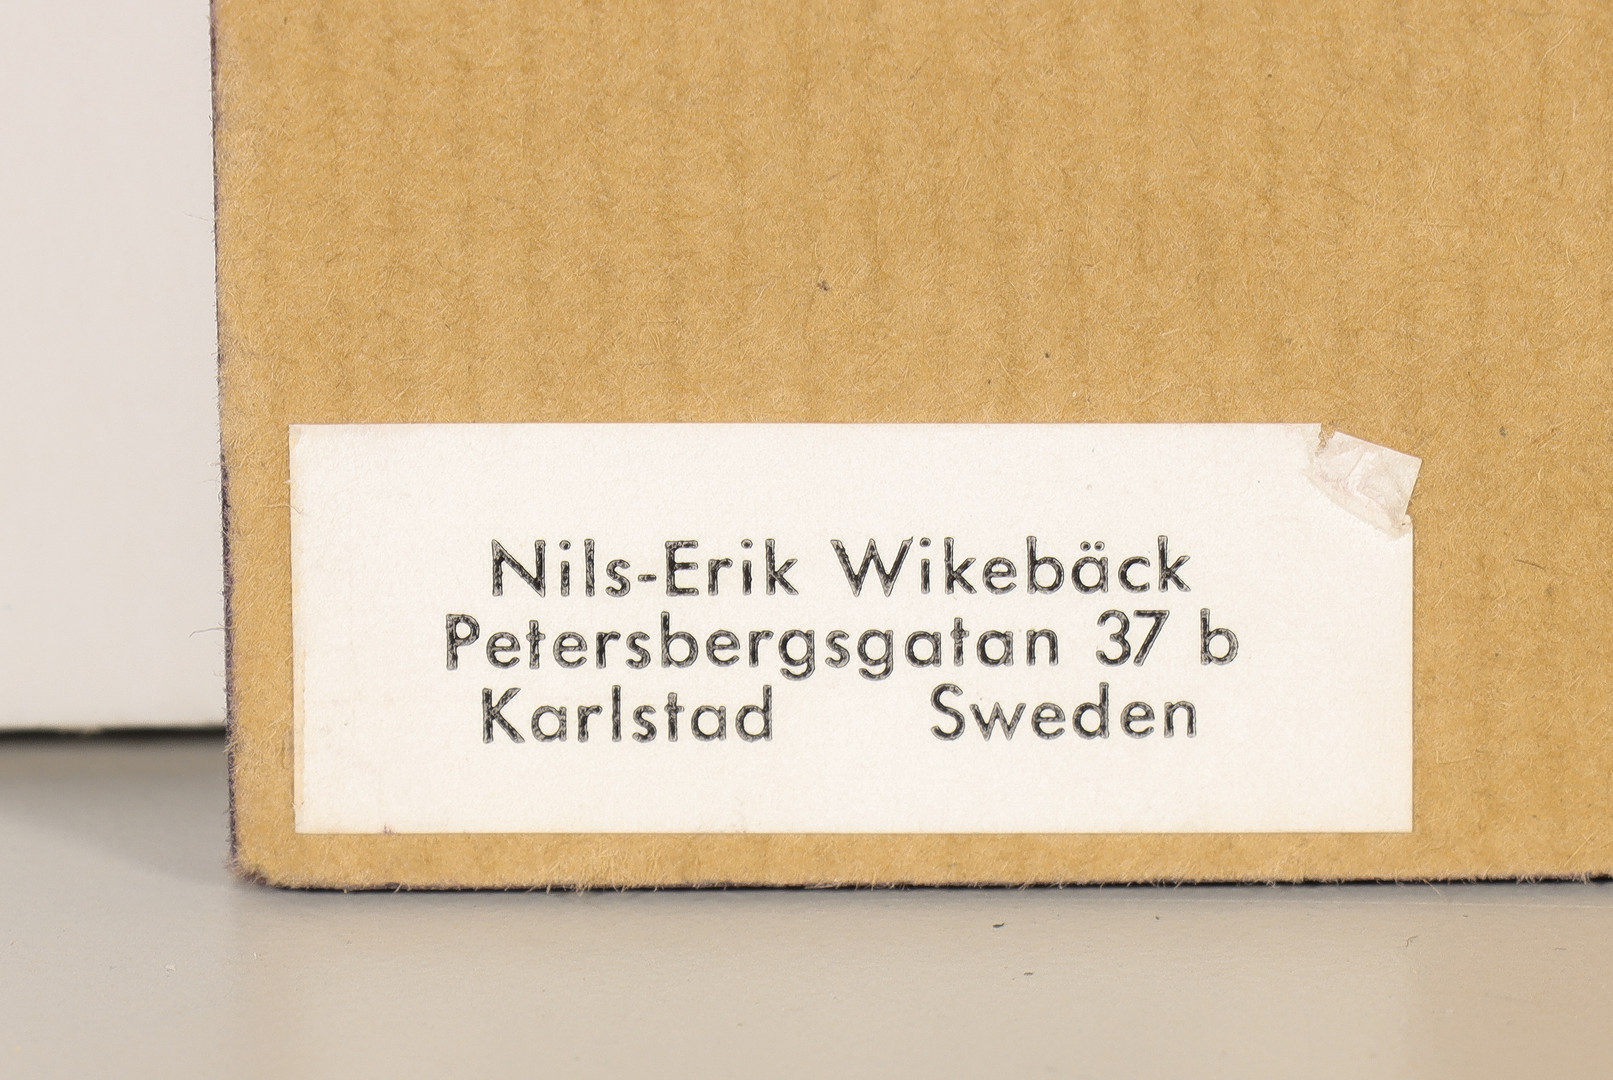 Nils-Erik Wikebäck
Petersbergsgatan 37 b
Karlstad Sweden